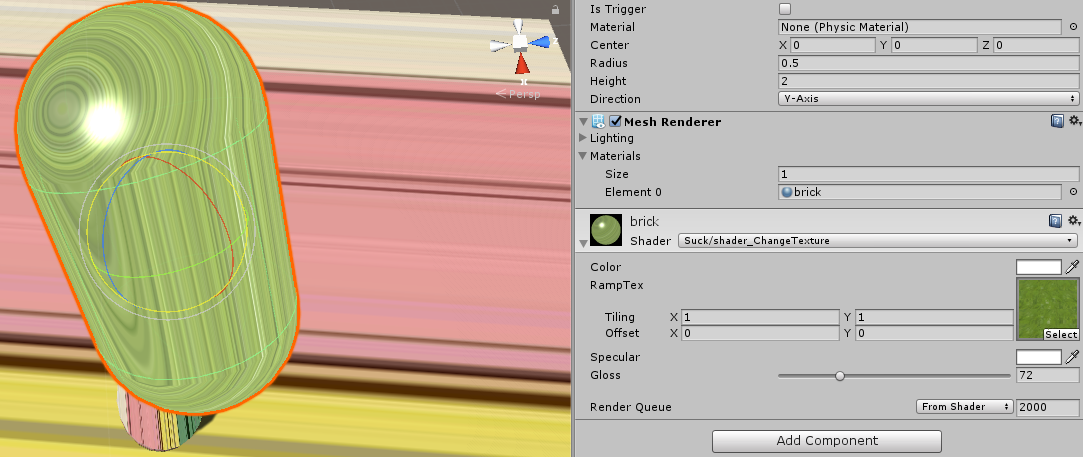 Is Trigger
Material None (Physic Material)
Center X 0 Y 0 Z 0
Radius 0.5
Height 2
Direction Y-Axis
Mesh Renderer
Lighting
Materials
Size 1
Element 0 brick
brick
Shader Suck/shader_ChangeTexture
Color
RampTex
Tiling X 1 Y 1
Offset X 0 Y 0
Select
Specular
Gloss 72
Render Queue From Shader 2000
Add Component
x
z
Persp